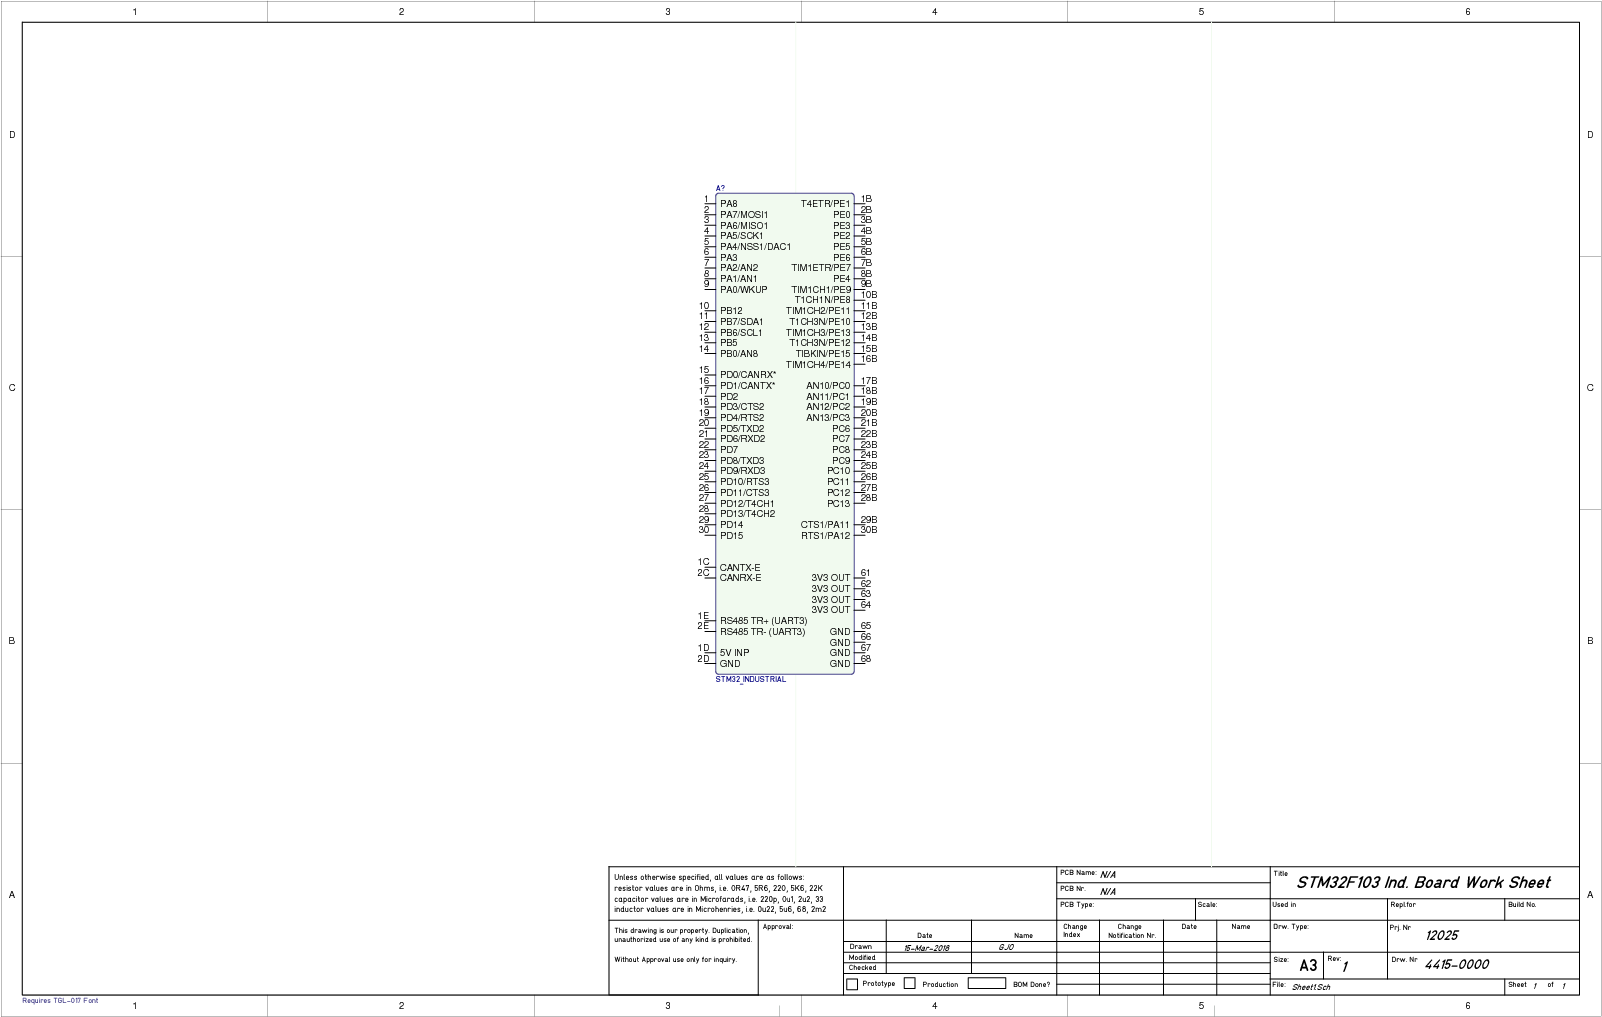 1 2 3 4 5 6
D D
A?
1 PA8 T4ETR/PE1 1B
2 PA7/MOSI1 PE0 2B
3 PA6/MISO1 PE3 3B
4 PA5/SCK1 PE2 4B
5 PA4/NSS1/DAC1 PE5 5B
6 PA3 PE6 6B
7 PA2/AN2 TIM1ETR/PE7 7B
8 PA1/AN1 PE4 8B
9 PA0/WKUP TIM1CH1/PE9 9B
T1CH1N/PE8 10B
10 PB12 TIM1CH2/PE11 11B
11 PB7/SDA1 T1CH3N/PE10 12B
12 PB6/SCL1 TIM1CH3/PE13 13B
13 PB5 T1CH3N/PE12 14B
14 PB0/AN8 TIBKIN/PE15 15B
TIM1CH4/PE14 16B
15 PD0/CANRX*
C 16 PD1/CANTX* AN10/PC0 17B C
17 PD2 AN11/PC1 18B
18 PD3/CTS2 AN12/PC2 19B
19 PD4/RTS2 AN13/PC3 20B
20 PD5/TXD2 PC6 21B
21 PD6/RXD2 PC7 22B
22 PD7 PC8 23B
23 PD8/TXD3 PC9 24B
24 PD9/RXD3 PC10 25B
25 PD10/RTS3 PC11 26B
26 PD11/CTS3 PC12 27B
27 PD12/T4CH1 PC13 28B
28 PD13/T4CH2
29 PD14 CTS1/PA11 29B
30 PD15 RTS1/PA12 30B
1C CANTX-E
2C CANRX-E 3V3 OUT 61
3V3 OUT 62
3V3 OUT 63
3V3 OUT 64
1E RS485 TR+ (UART3)
2E RS485 TR- (UART3) GND 65
B GND 66 B
1D 5V INP GND 67
2D GND GND 68
STM32_INDUSTRIAL
A A
Unless otherwise specified, all values are as follows:
resistor values are in Ohms, i.e. 0R47, 5R6, 220, 5K6, 22K
capacitor values are in Microfarads, i.e. 220p, 0u1, 2u2, 33
inductor values are in Microhenries, i.e. 0u22, 5u6, 68, 2m2
This drawing is our property. Duplication,
unauthorized use of any kind is prohibited.
Without Approval use only for inquiry.
Approval:
Date Name
Drawn 15-Mar-2018 GJO
Modified
Checked
Prototype Production BOM Done?
PCB Name: N/A
PCB Nr. N/A
PCB Type: Scale:
Change Index Change Notification Nr. Date Name
Title STM32F103 Ind. Board Work Sheet
Used in Repl.for Build No.
Drw. Type: Prj. Nr 12025
Size: A3 Rev: 1 Drw. Nr 4415-0000
File: Sheet1.Sch Sheet 1 of 1
Requires TGL-017 Font
1 2 3 4 5 6